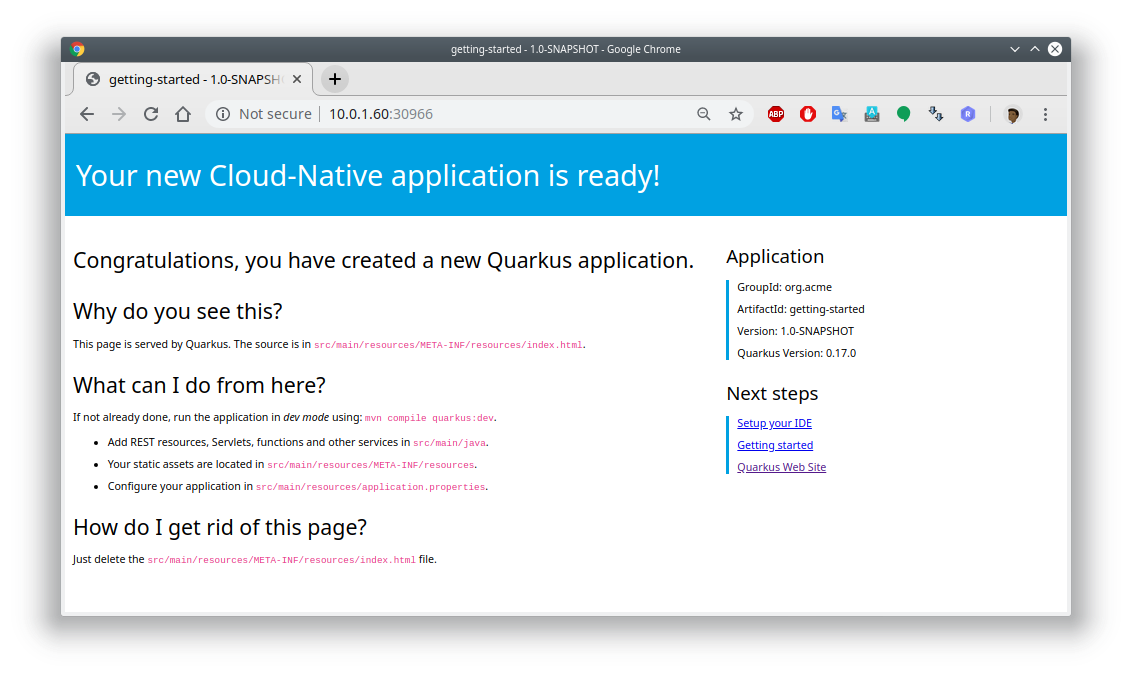 getting-started - 1.0-SNAPSHOT - Google Chrome
getting-started - 1.0-SNAPSH
Not secure
10.0.1.60:30966
ABP
G
A
R
Your new Cloud-Native application is ready!
Congratulations, you have created a new Quarkus application.
Why do you see this?
This page is served by Quarkus. The source is in src/main/resources/META-INF/resources/index.html.
What can I do from here?
If not already done, run the application in dev mode using: mvn compile quarkus:dev.
• Add REST resources, Servlets, functions and other services in src/main/java.
• Your static assets are located in src/main/resources/META-INF/resources.
• Configure your application in src/main/resources/application.properties.
How do I get rid of this page?
Just delete the src/main/resources/META-INF/resources/index.html file.
Application
GroupId: org.acme
ArtifactId: getting-started
Version: 1.0-SNAPSHOT
Quarkus Version: 0.17.0
Next steps
Setup your IDE
Getting started
Quarkus Web Site